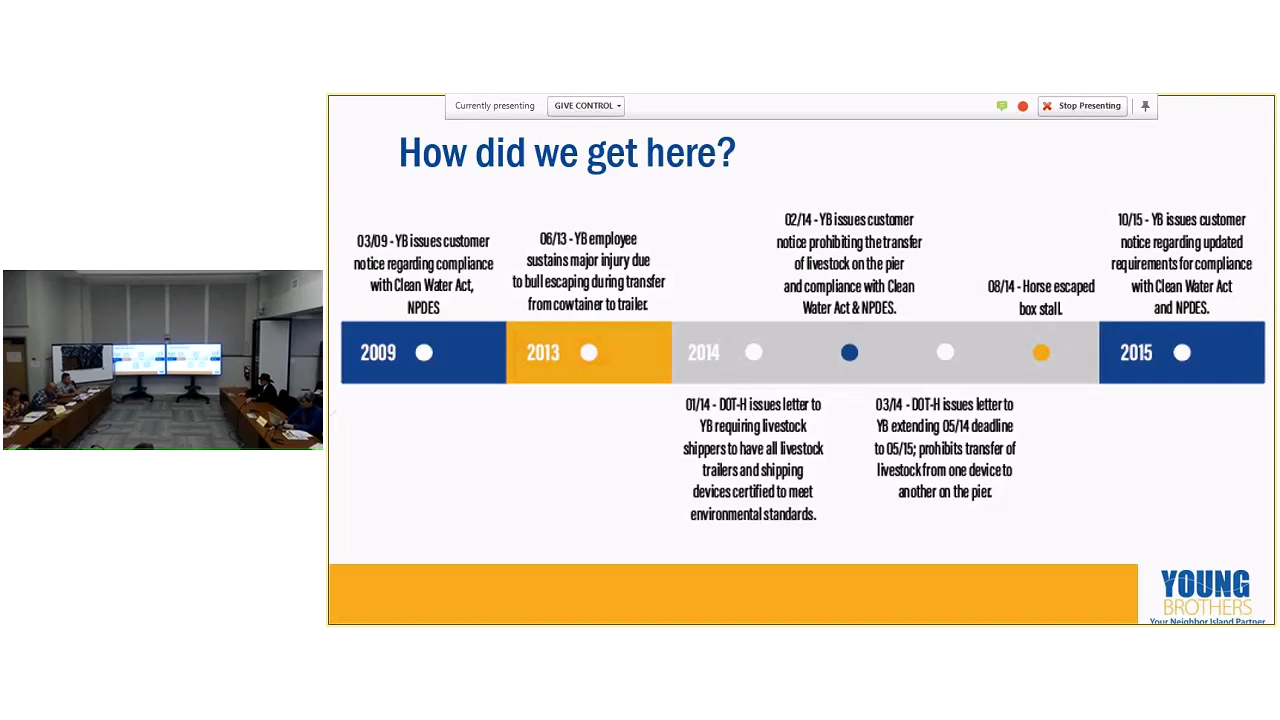 Currently presenting
GIVE CONTROL
Stop Presenting
How did we get here?
03/09 - YB issues customer
notice regarding compliance
with Clean Water Act,
NPDES
06/13 - YB employee
sustains major injury due
to bull escaping during transfer
from cowtainer to trailer.
02/14 - YB issues customer
notice prohibiting the transfer
of livestock on the pier
and compliance with Clean
Water Act & NPDES.
08/14 - Horse escaped
box stall.
10/15 - YB issues customer
notice regarding updated
requirements for compliance
with Clean Water Act
and NPDES.
2009
2013
2014
2015
01/14 - DOT-H issues letter to
YB requiring livestock
shippers to have all livestock
trailers and shipping
devices certified to meet
environmental standards.
03/14 - DOT-H issues letter to
YB extending 05/14 deadline
to 05/15; prohibits transfer of
livestock from one device to
another on the pier.
YOUNG
BROTHERS
Your Neighbor Island Partner